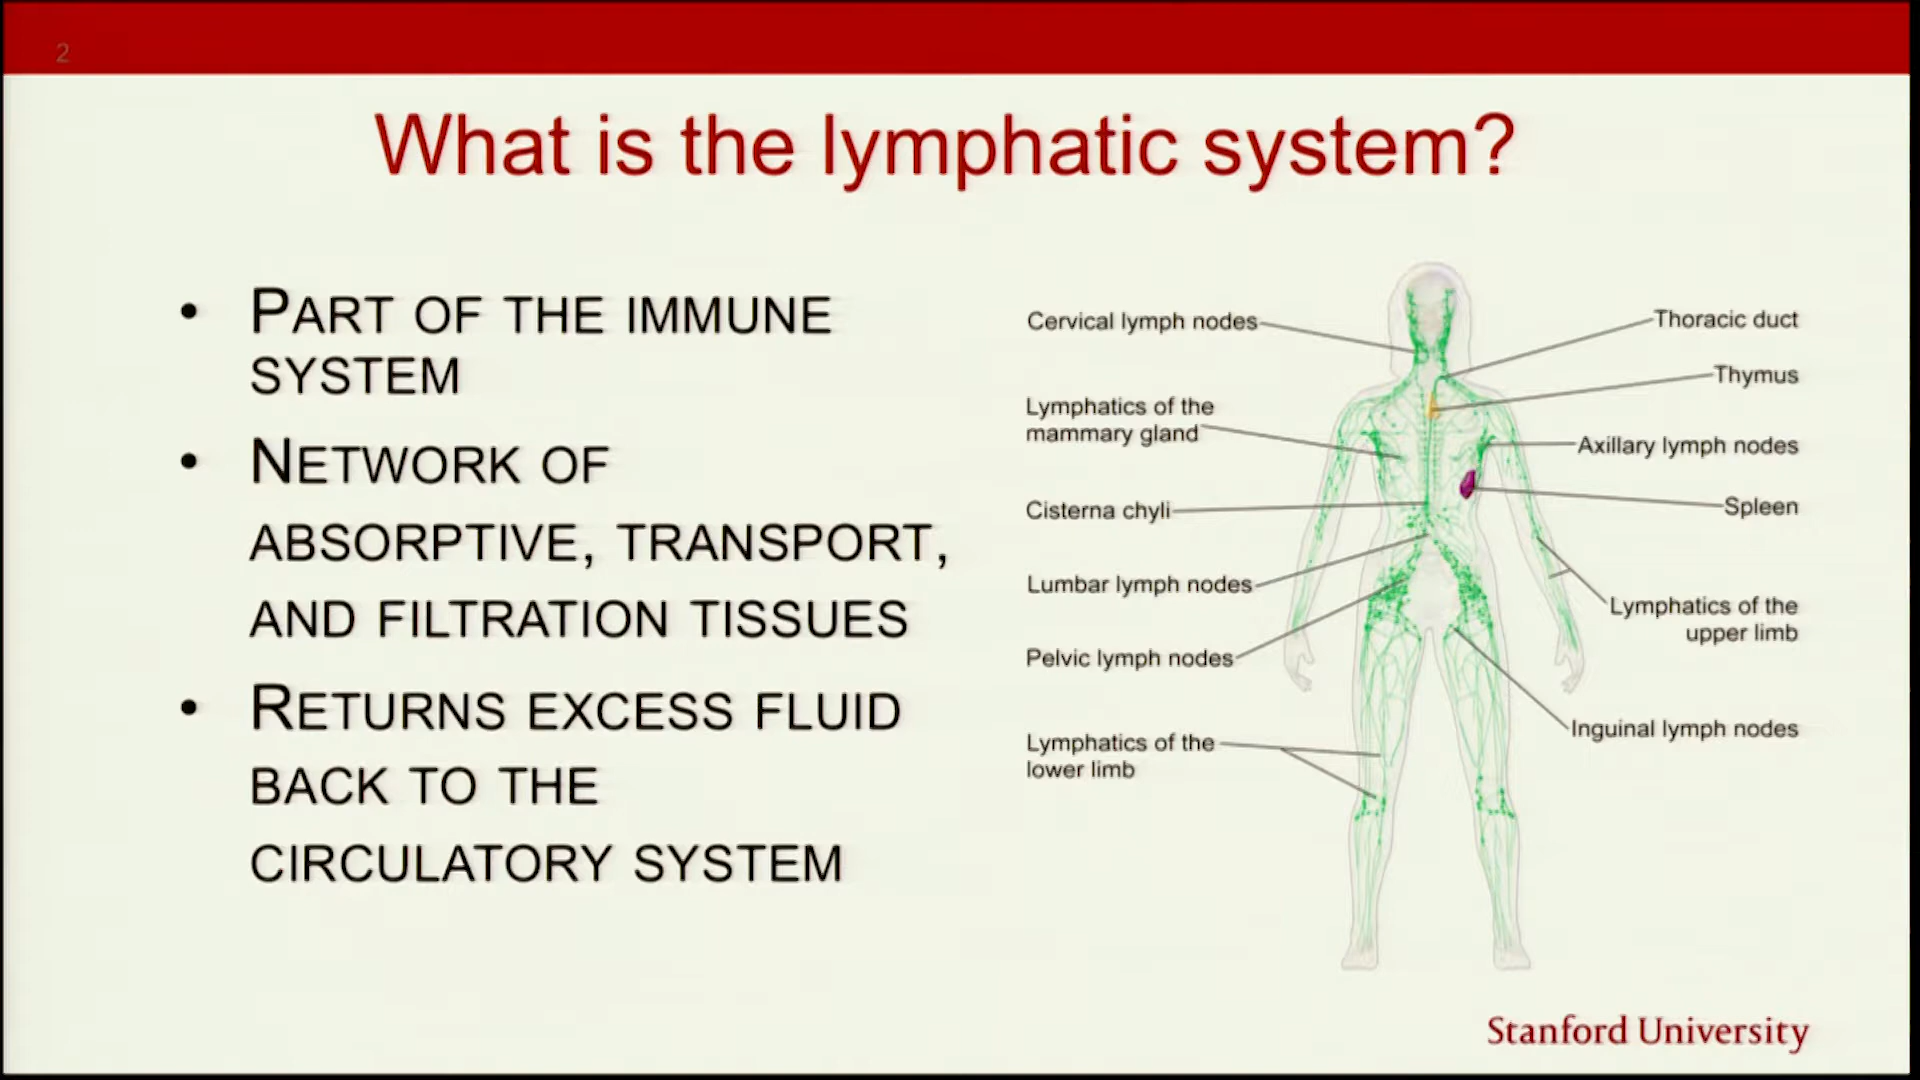 2
What is the lymphatic system?
• PART OF THE IMMUNE
SYSTEM
• NETWORK OF
ABSORPTIVE, TRANSPORT,
AND FILTRATION TISSUES
• RETURNS EXCESS FLUID
BACK TO THE
CIRCULATORY SYSTEM
Cervical lymph nodes
Lymphatics of the
mammary gland
Cisterna chyli
Lumbar lymph nodes
Pelvic lymph nodes
Lymphatics of the
lower limb
Thoracic duct
Thymus
Axillary lymph nodes
Spleen
Lymphatics of the
upper limb
Inguinal lymph nodes
Stanford University